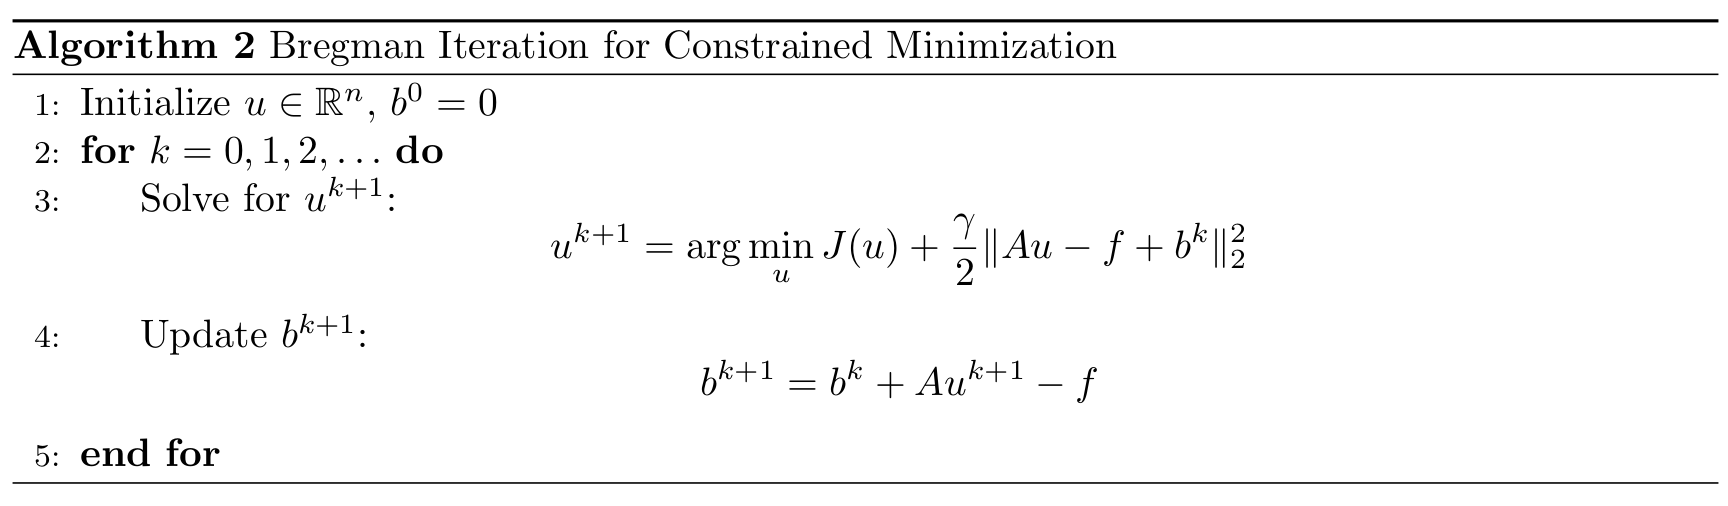 Algorithm 2 Bregman Iteration for Constrained Minimization
1: Initialize $u \in \mathbb{R}^n$, $b^0 = 0$
2: for $k = 0, 1, 2, \ldots$ do
3: Solve for $u^{k+1}$:
$u^{k+1} = \arg\min_u J(u) + \frac{\gamma}{2} \|Au - f + b^k\|_2^2$
4: Update $b^{k+1}$:
$b^{k+1} = b^k + Au^{k+1} - f$
5: end for